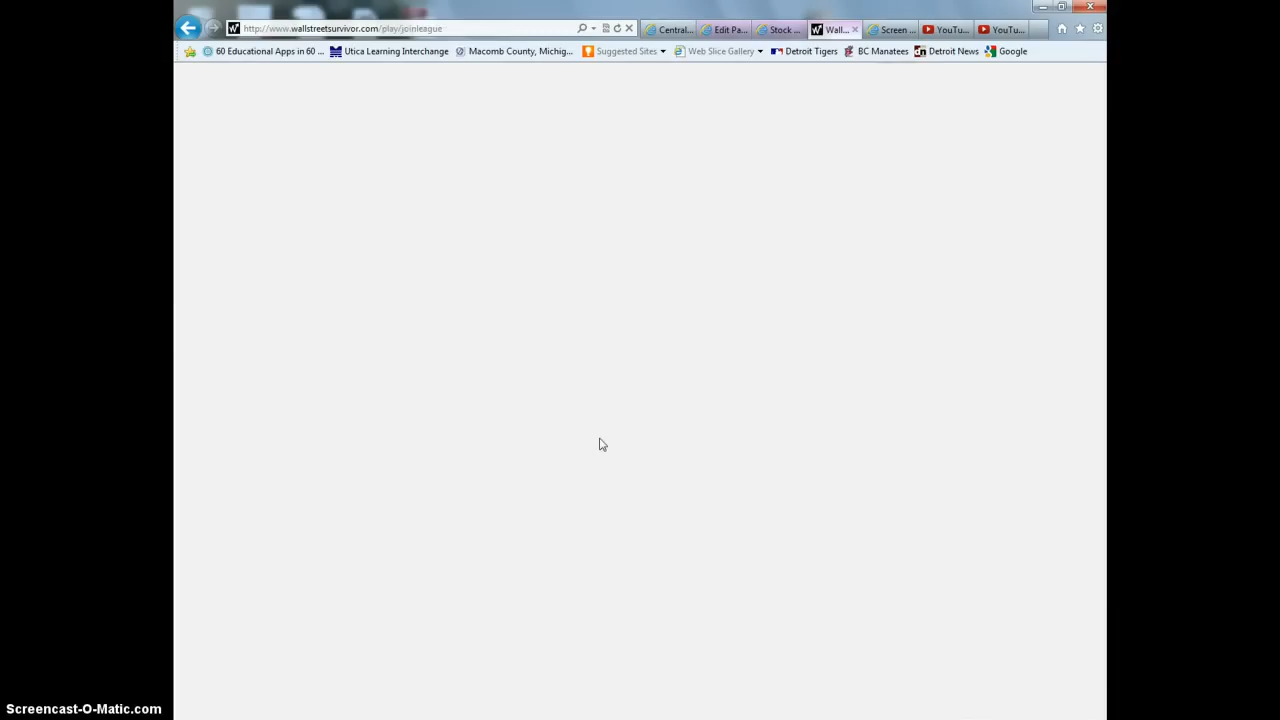 http://www.wallstreetsurvivor.com/play/joinleague
Central...
Edit Pa...
Stock ...
Wall...
Screen ...
YouTu...
YouTu...
60 Educational Apps in 60 ...
Utica Learning Interchange
Macomb County, Michig...
Suggested Sites
Web Slice Gallery
Detroit Tigers
BC Manatees
Detroit News
Google
Screencast-O-Matic.com